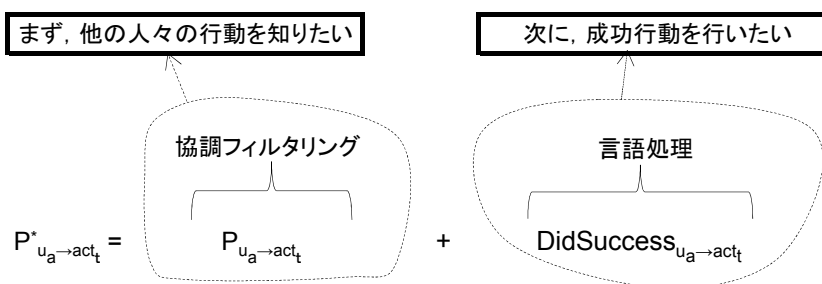 まず, 他の人々の行動を知りたい
次に, 成功行動を行いたい
協調フィルタリング
言語処理
P*ua→actt = Pua→actt + DidSuccessua→actt